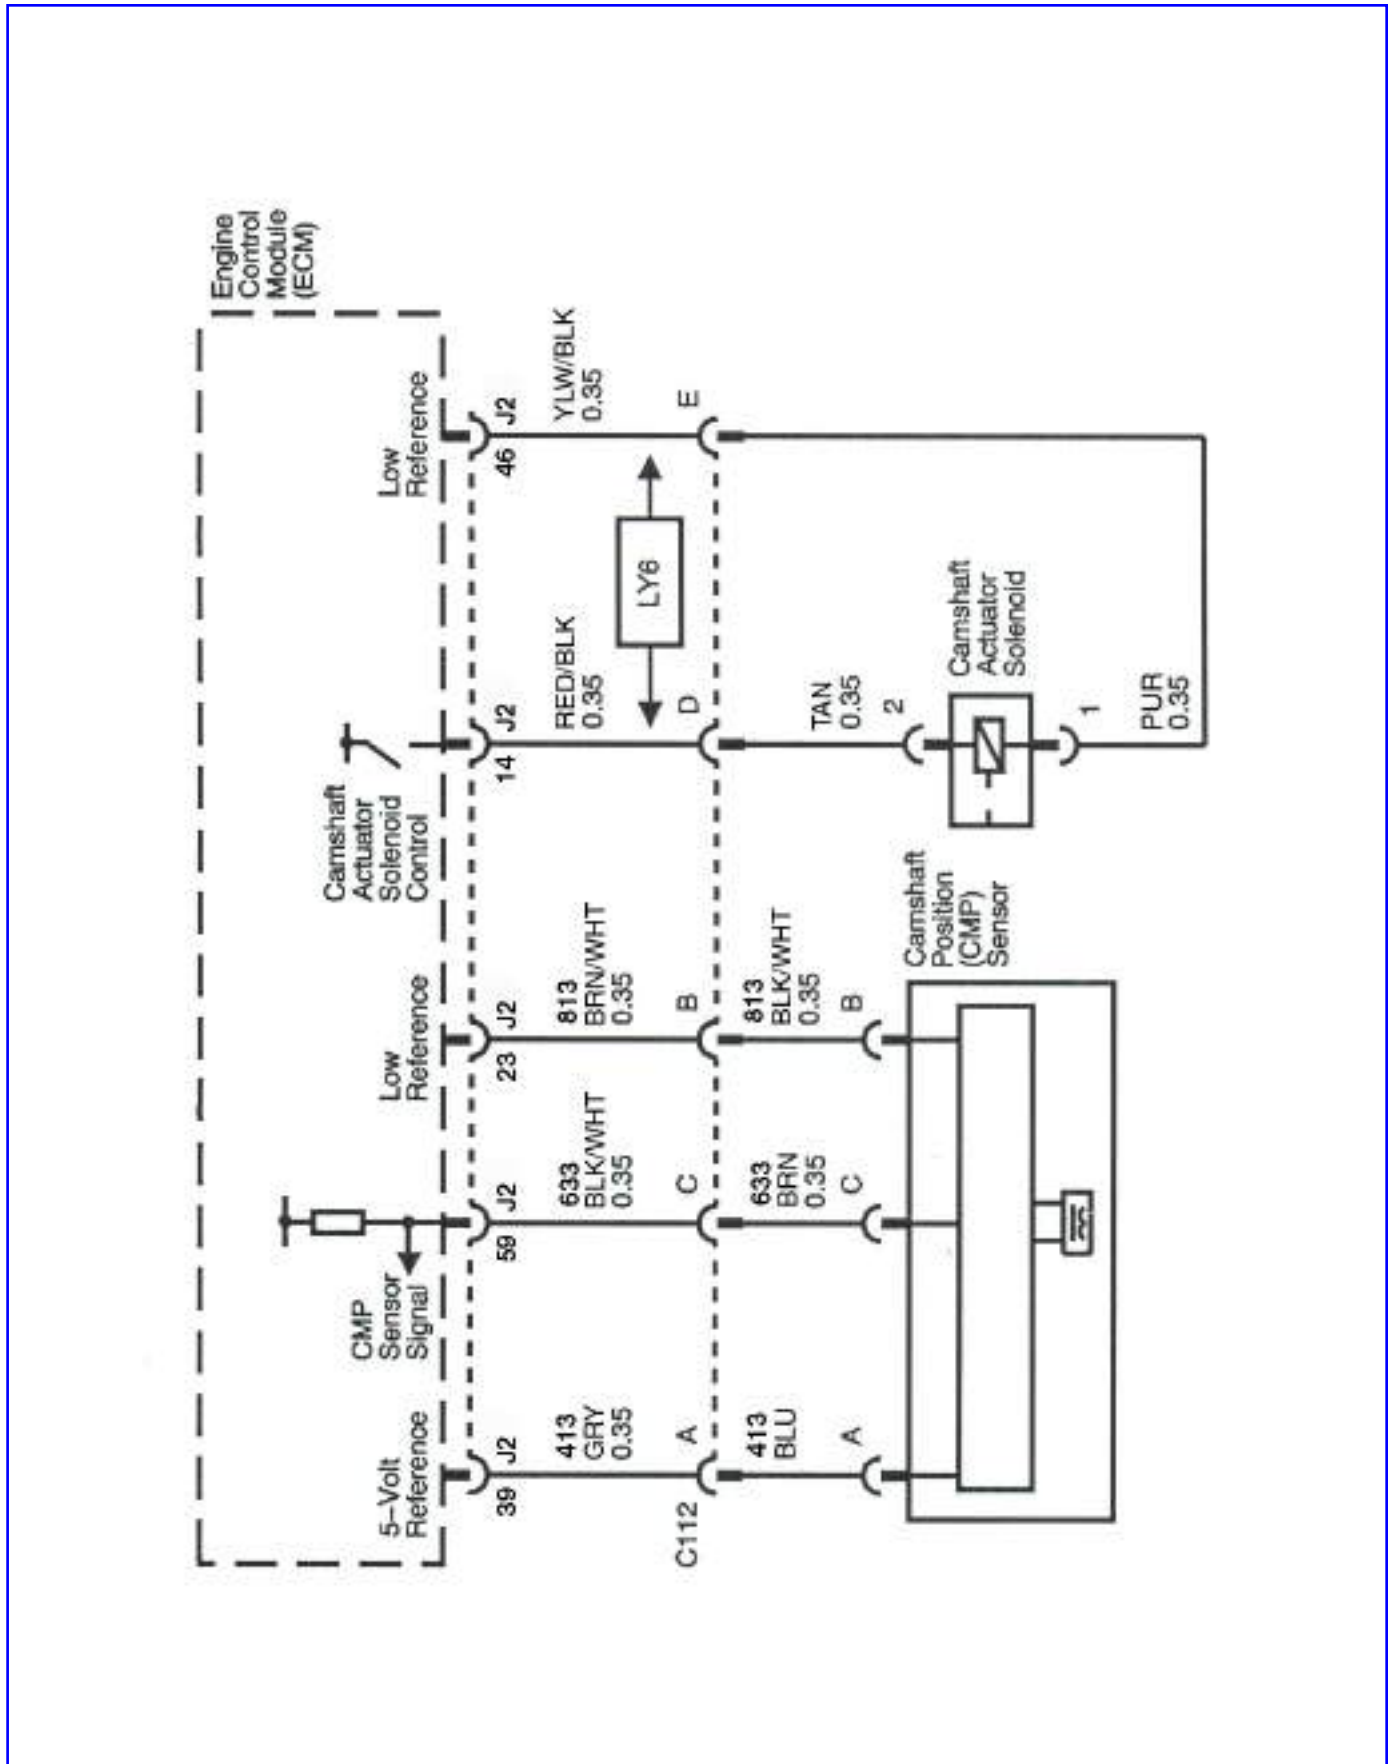 Engine
Control
Module
(ECM)
5-Volt
Reference
CMP
Sensor
Signal
Low
Reference
Camshaft
Actuator
Solenoid
Control
Low
Reference
39 J2
59 J2
23 J2
14 J2
46 J2
413
GRY
0.35
633
BLK/WHT
0.35
813
BRN/WHT
0.35
RED/BLK
0.35
YLW/BLK
0.35
LY6
C112 A
C
B
D
E
413
BLU
633
BRN
0.35
813
BLK/WHT
0.35
TAN
0.35
A
C
B
2
Camshaft
Position
(CMP)
Sensor
Camshaft
Actuator
Solenoid
1
PUR
0.35